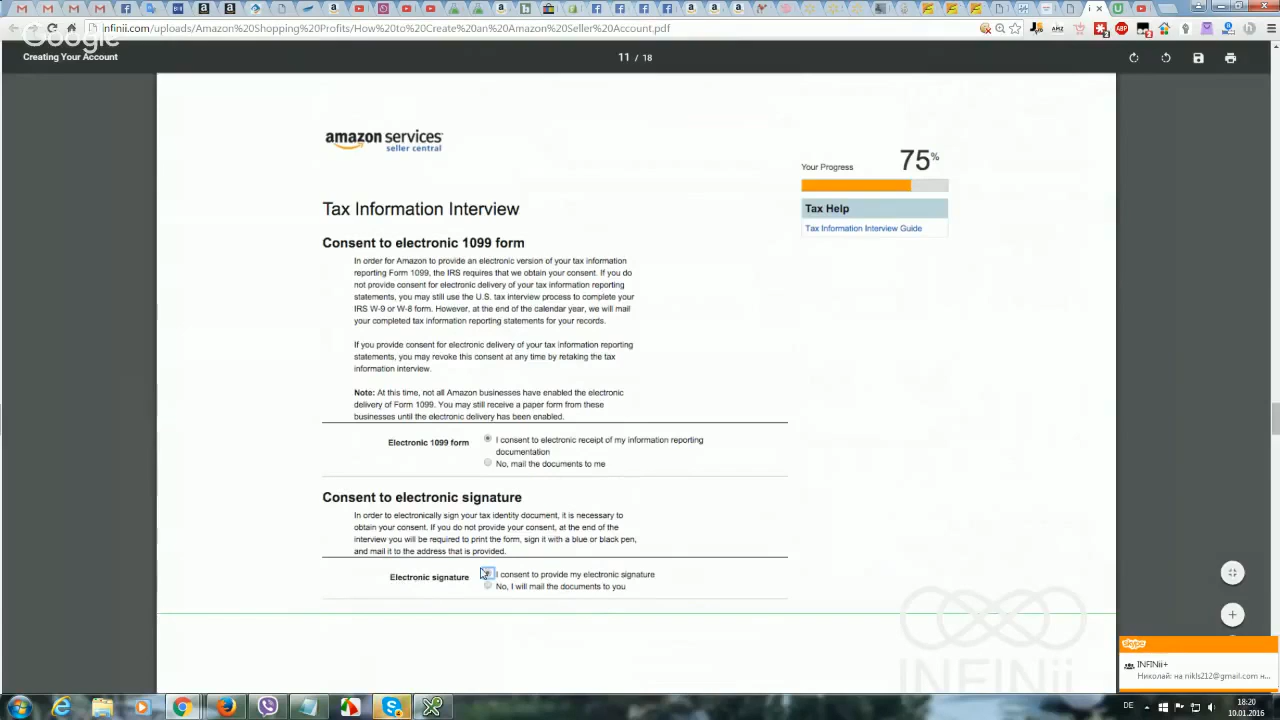 infinii.com/uploads/Amazon%20Shopping%20Profits/How%20to%20Create%20an%20Amazon%20Seller%20Account.pdf
Google
Creating Your Account
11 / 18
amazon services
seller central
Your Progress
75%
Tax Help
Tax Information Interview Guide
Tax Information Interview
Consent to electronic 1099 form
In order for Amazon to provide an electronic version of your tax information
reporting Form 1099, the IRS requires that we obtain your consent. If you do
not provide consent for electronic delivery of your tax information reporting
statements, you may still use the U.S. tax interview process to complete your
IRS W-9 or W-8 form. However, at the end of the calendar year, we will mail
your completed tax information reporting statements for your records.
If you provide consent for electronic delivery of your tax information reporting
statements, you may revoke this consent at any time by retaking the tax
information interview.
Note: At this time, not all Amazon businesses have enabled the electronic
delivery of Form 1099. You may still receive a paper form from these
businesses until the electronic delivery has been enabled.
Electronic 1099 form
I consent to electronic receipt of my information reporting
documentation
No, mail the documents to me
Consent to electronic signature
In order to electronically sign your tax identity document, it is necessary to
obtain your consent. If you do not provide your consent, at the end of the
interview you will be required to print the form, sign it with a blue or black pen,
and mail it to the address that is provided.
Electronic signature
I consent to provide my electronic signature
No, I will mail the documents to you
INFINii
skype
INFINii+
Николай: на nikls212@gmail.com н...
DE
18:20
10.01.2016